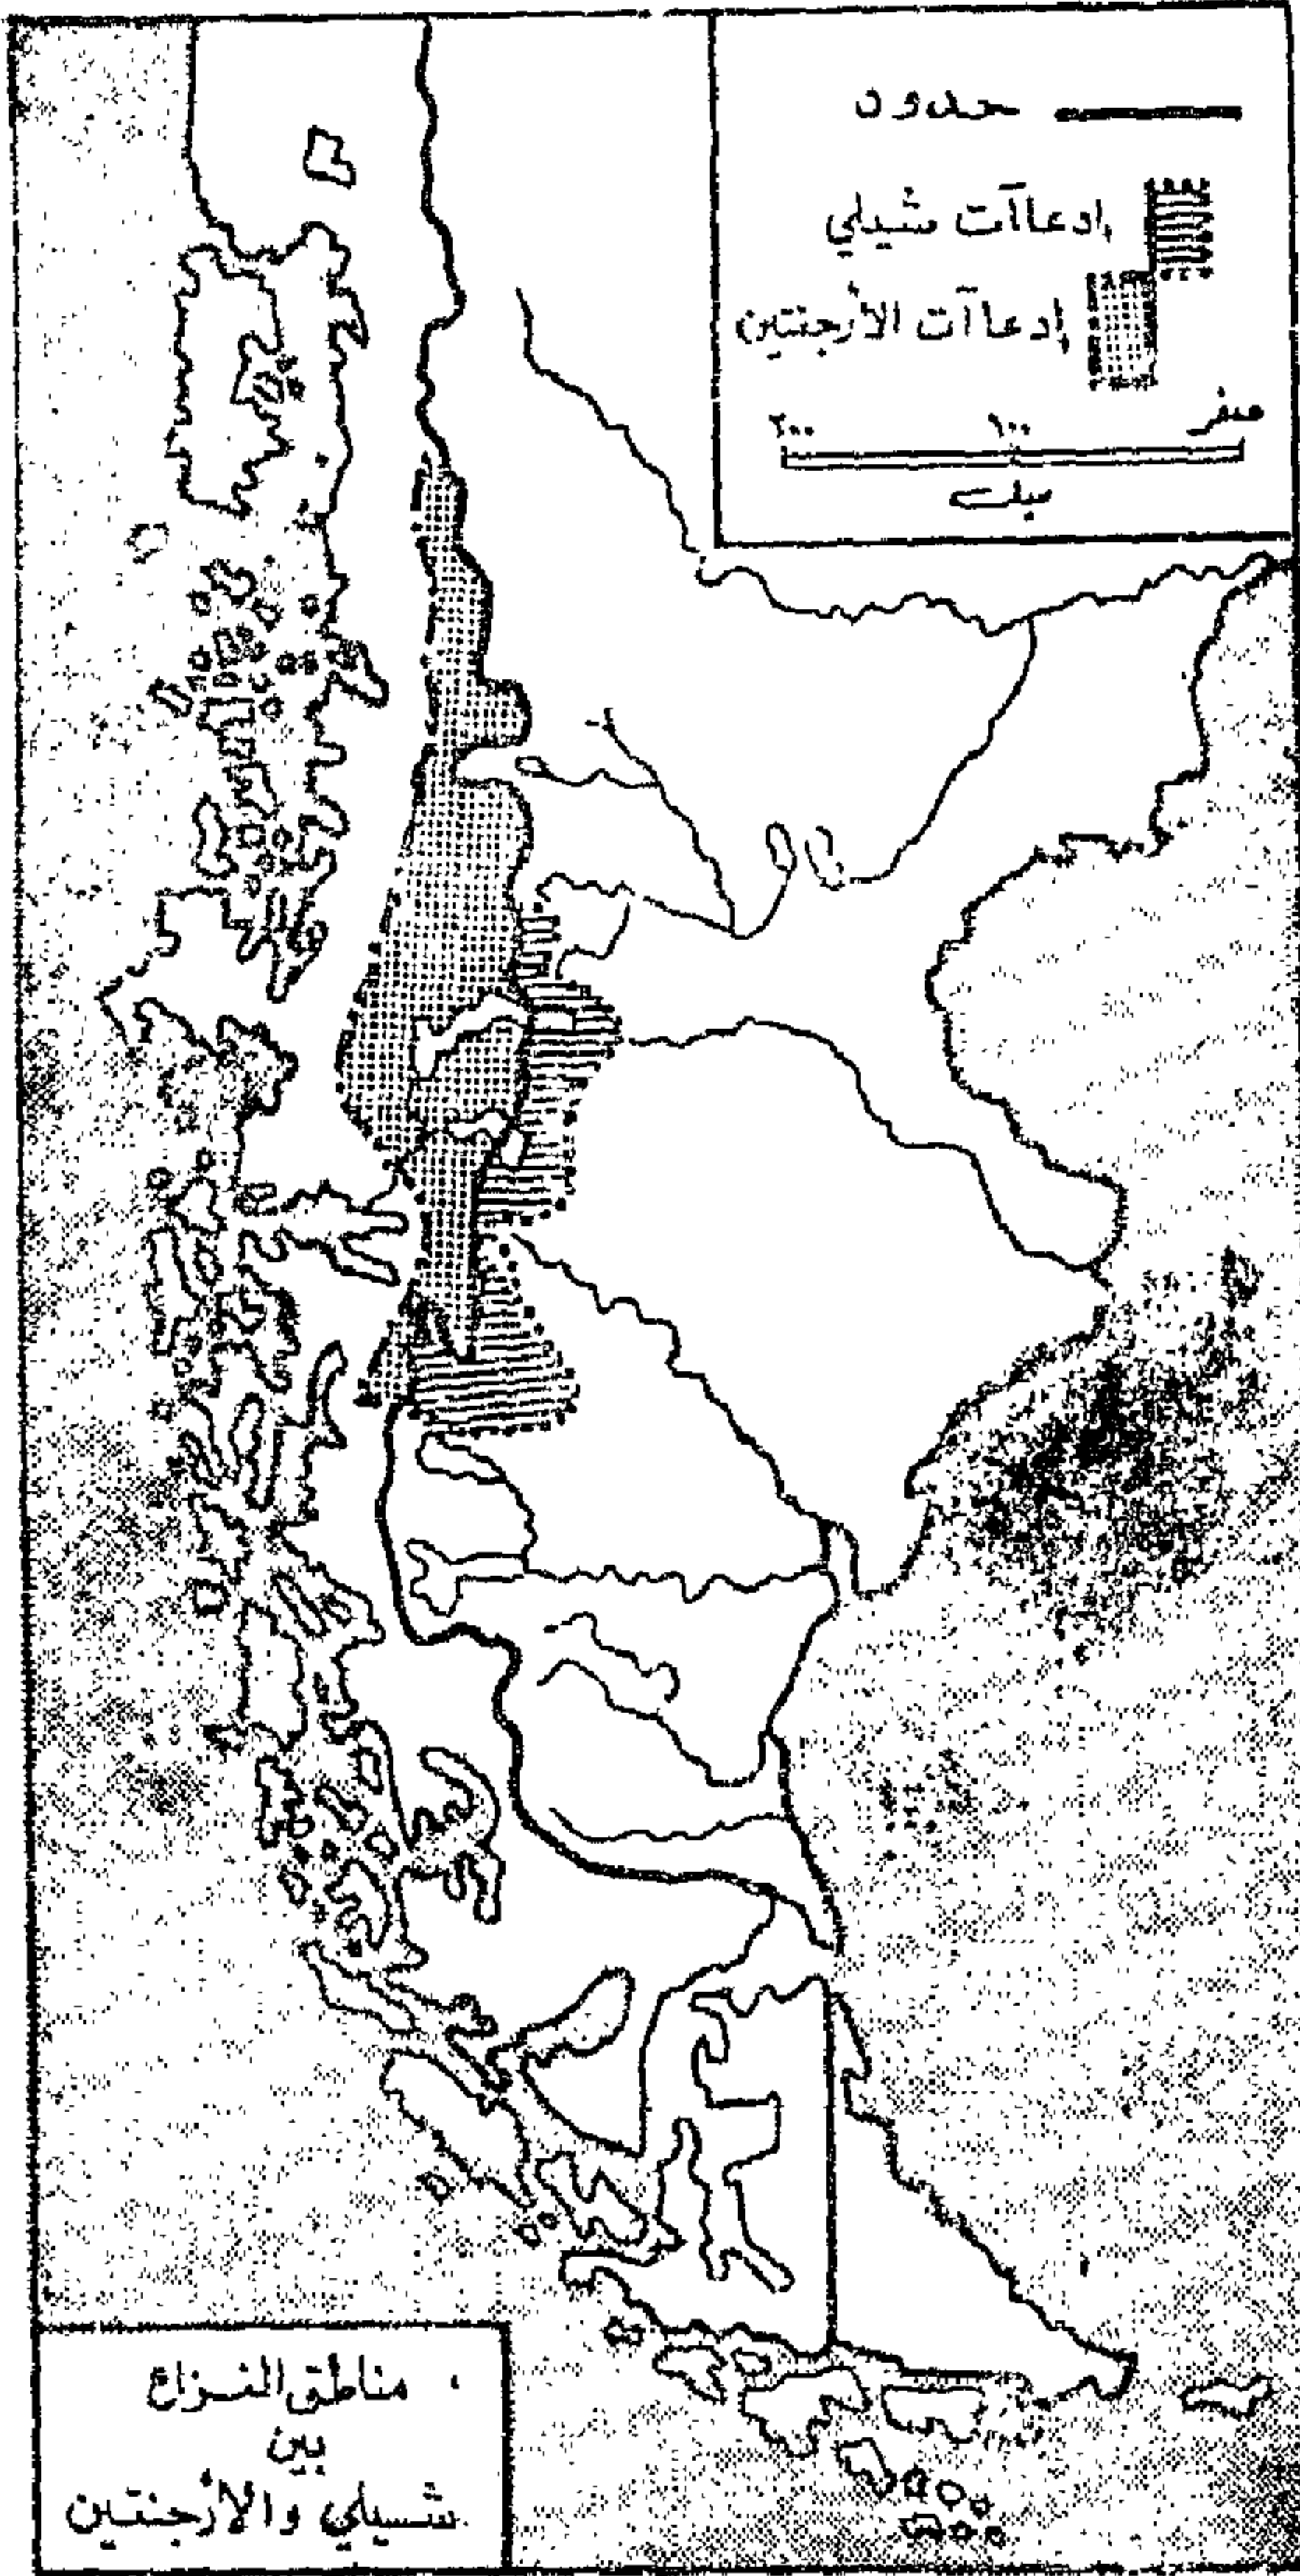 حدود
إدعاآت شيلي
إدعاآت الأرجنتين
صفر ١٠٠ ٢٠٠
ميل
مناطق النزاع
بين
شيلي والأرجنتين